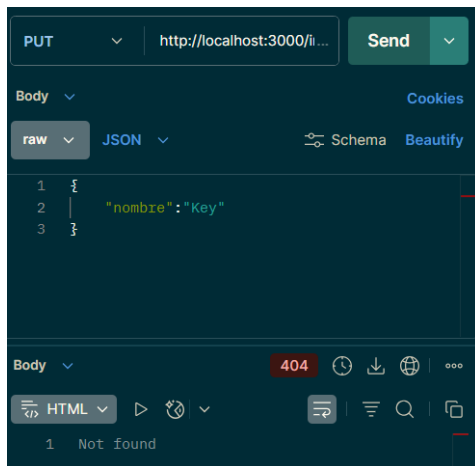 PUT http://localhost:3000/i... Send
Body Cookies
raw JSON Schema Beautify
1 {
2 "nombre":"Key"
3 }
Body 404
HTML
1 Not found